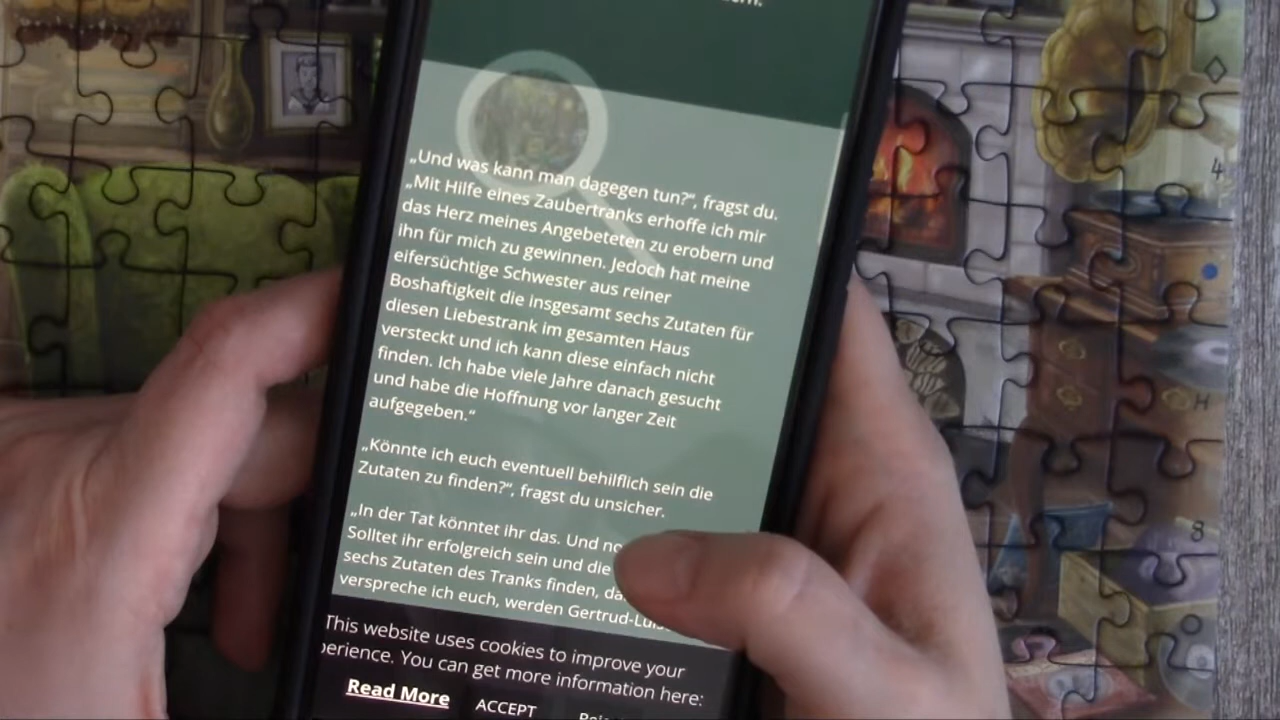 „Und was kann man dagegen tun?“, fragst du.
„Mit Hilfe eines Zaubertranks erhoffe ich mir
das Herz meines Angebeteten zu erobern und
ihn für mich zu gewinnen. Jedoch hat meine
eifersüchtige Schwester aus reiner
Boshaftigkeit die insgesamt sechs Zutaten für
diesen Liebestrank im gesamten Haus
versteckt und ich kann diese einfach nicht
finden. Ich habe viele Jahre danach gesucht
und habe die Hoffnung vor langer Zeit
aufgegeben.“
„Könnte ich euch eventuell behilflich sein die
Zutaten zu finden?“, fragst du unsicher.
„In der Tat könntet ihr das. Und
Solltet ihr erfolgreich sein und die
sechs Zutaten des Tranks finden,
verspreche ich euch, werden
This website uses cookies to improve your
You can get more information here:
Read More ACCEPT
4
H
8